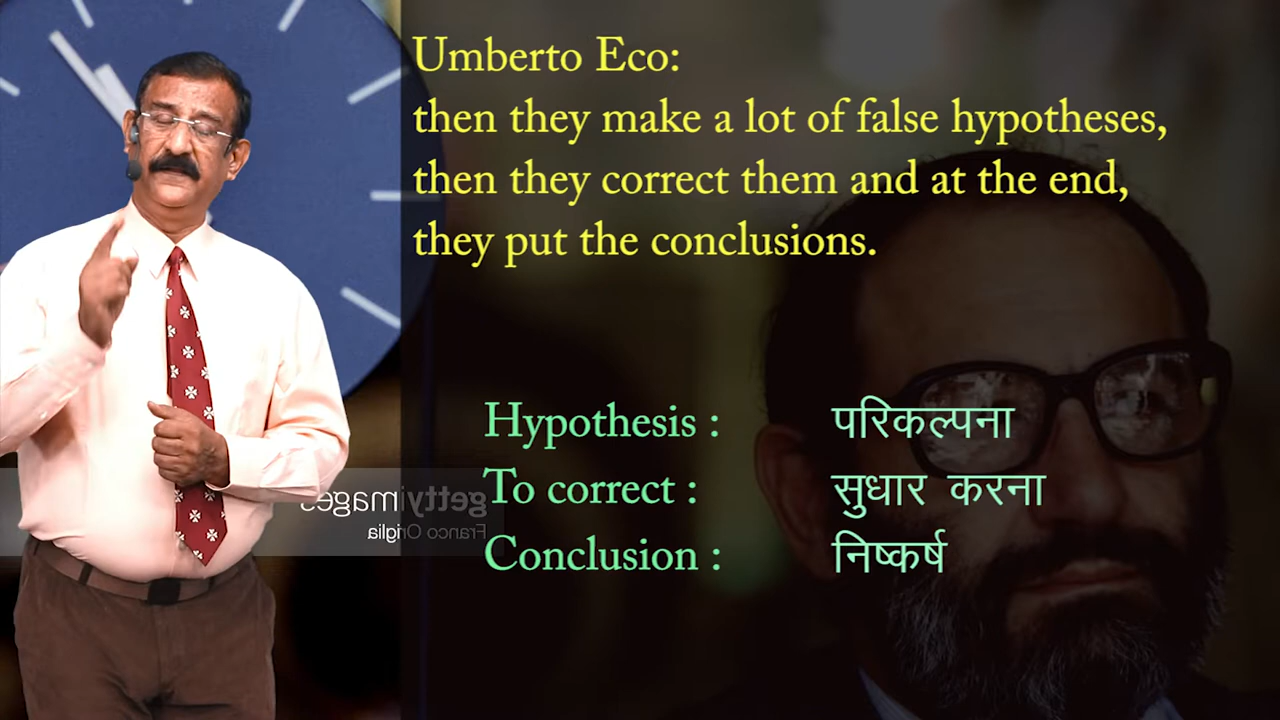 Umberto Eco:
then they make a lot of false hypotheses,
then they correct them and at the end,
they put the conclusions.
Hypothesis : परिकल्पना
To correct : सुधार करना
Conclusion : निष्कर्ष
gettyimages
Franco Origlia